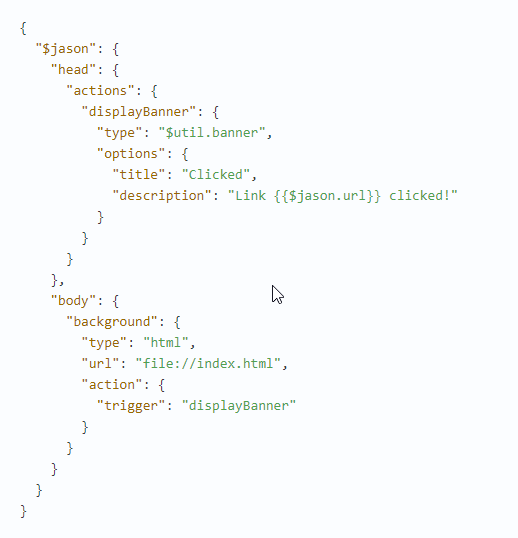 {
  "$jason": {
    "head": {
      "actions": {
        "displayBanner": {
          "type": "$util.banner",
          "options": {
            "title": "Clicked",
            "description": "Link {{$jason.url}} clicked!"
          }
        }
      }
    },
    "body": {
      "background": {
        "type": "html",
        "url": "file://index.html",
        "action": {
          "trigger": "displayBanner"
        }
      }
    }
  }
}